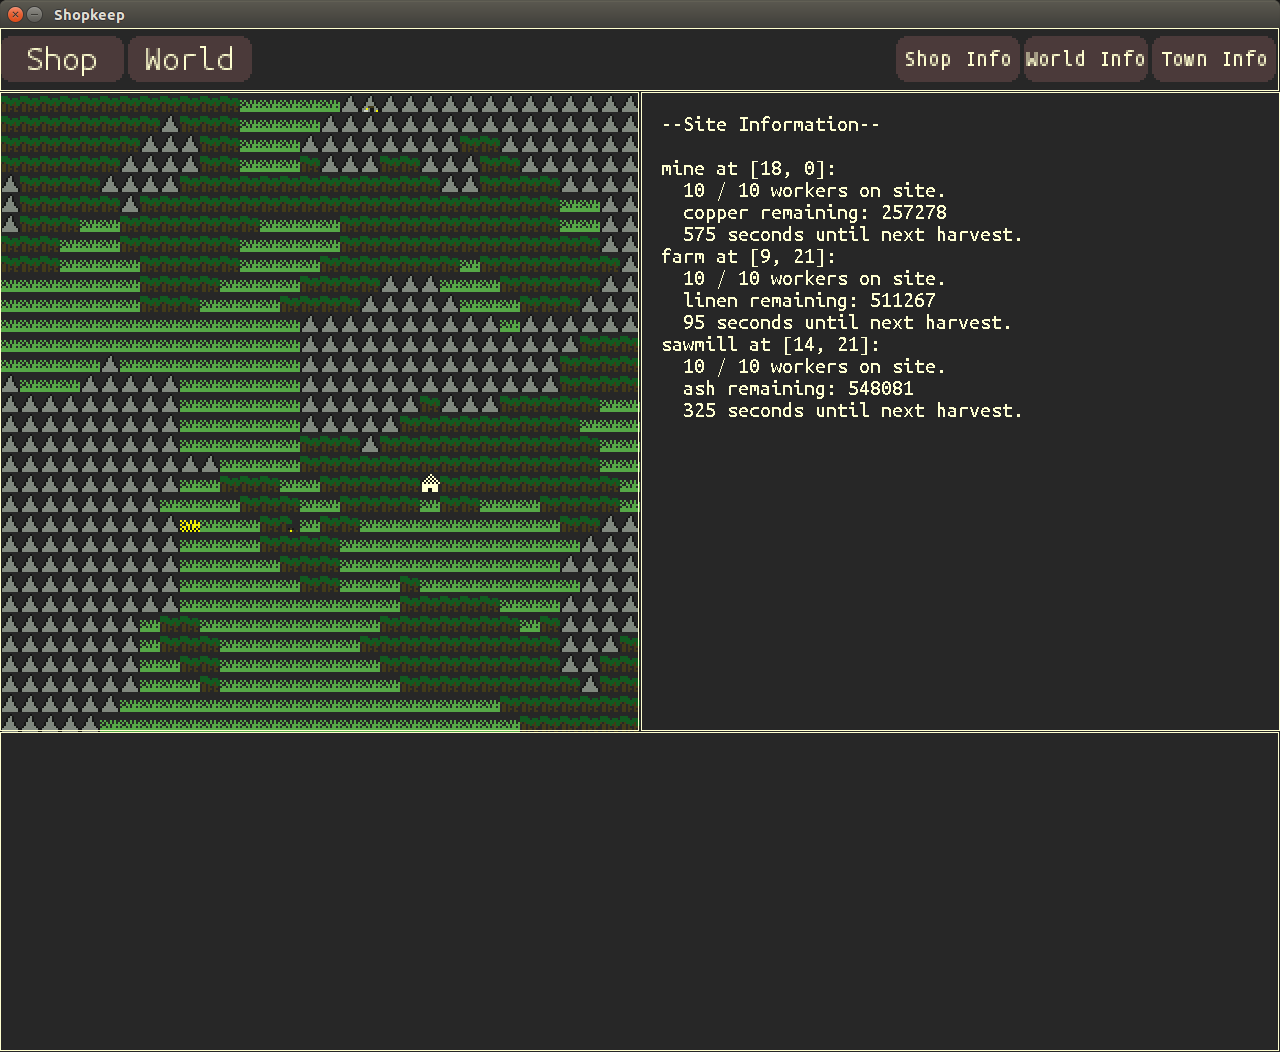 Shopkeep
Shop World Shop Info World Info Town Info
--Site Information--
mine at [18, 0]:
10 / 10 workers on site.
copper remaining: 257278
575 seconds until next harvest.
farm at [9, 21]:
10 / 10 workers on site.
linen remaining: 511267
95 seconds until next harvest.
sawmill at [14, 21]:
10 / 10 workers on site.
ash remaining: 548081
325 seconds until next harvest.